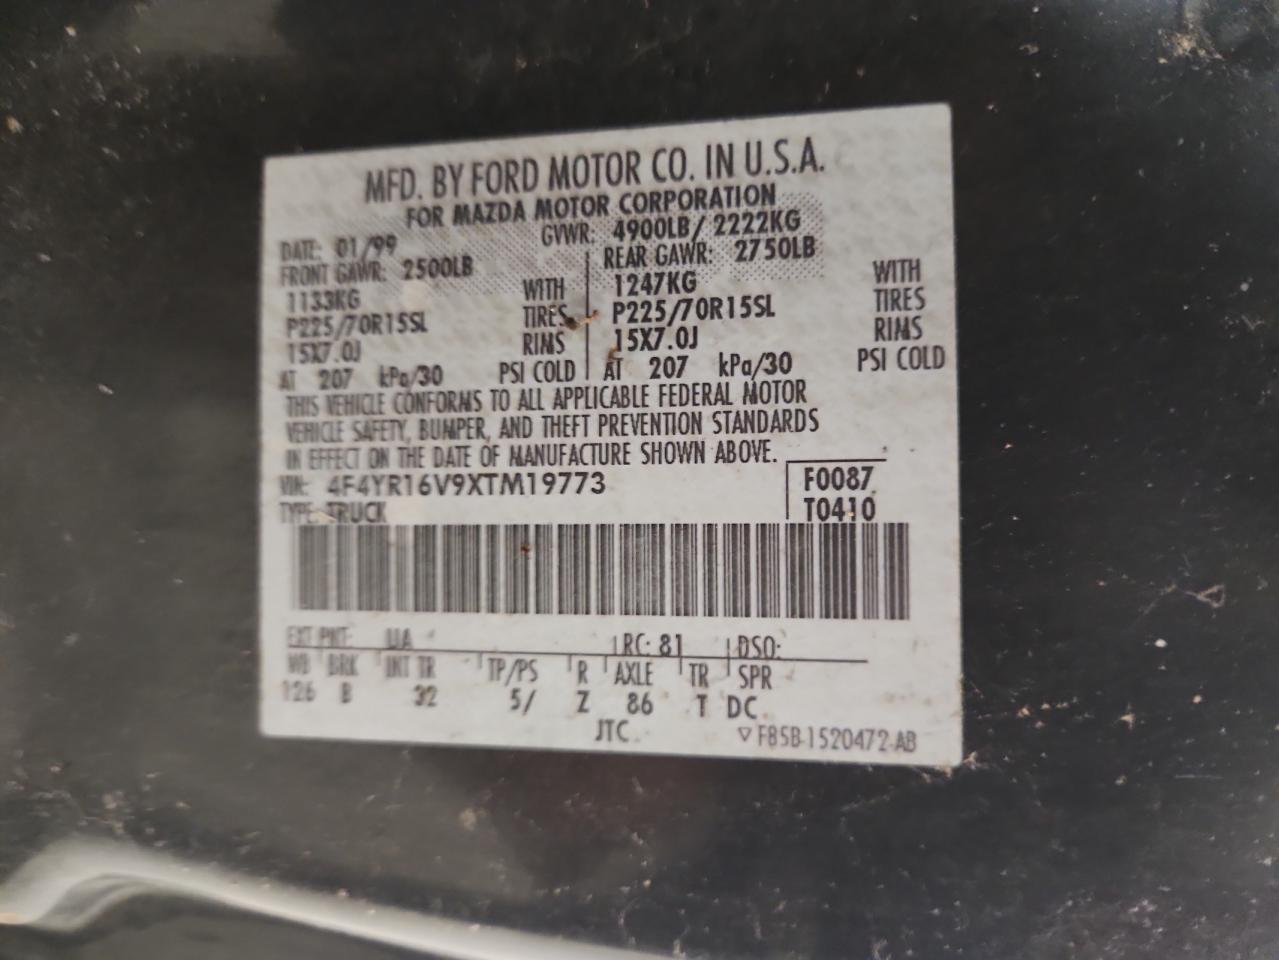 MFD. BY FORD MOTOR CO. IN U.S.A.
FOR MAZDA MOTOR CORPORATION
DATE: 01/99 GVWR: 4900LB/ 2222KG
FRONT GAWR: 2500LB REAR GAWR: 2750LB
1133KG WITH 1247KG WITH
P225/70R15SL TIRES P225/70R15SL TIRES
15X7.0J RIMS 15X7.0J RIMS
AT 207 kPa/30 PSI COLD AT 207 kPa/30 PSI COLD
THIS VEHICLE CONFORMS TO ALL APPLICABLE FEDERAL MOTOR
VEHICLE SAFETY, BUMPER, AND THEFT PREVENTION STANDARDS
IN EFFECT ON THE DATE OF MANUFACTURE SHOWN ABOVE.
VIN: 4F4YR16V9XTM19773 F0087
TYPE: TRUCK T0410
EXT PNT: UA RC: 81 DSO:
WB BRK INT TR TP/PS R AXLE TR SPR
126 B 32 5/ Z 86 T DC
JTC ▽ F85B-1520472-AB